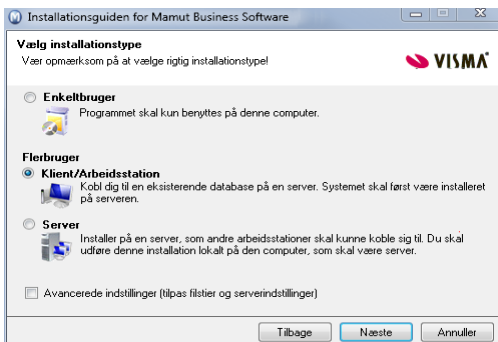 Installationsguiden for Mamut Business Software
Vælg installationstype
Vær opmærksom på at vælge rigtig installationstype!
VISMA
Enkeltbruger
Programmet skal kun benyttes på denne computer.
Flerbruger
Klient/Arbeidsstation
Kobl dig til en eksisterende database på en server. Systemet skal først være installeret
på serveren.
Server
Installer på en server, som andre arbeidsstationer skal kunne koble sig til. Du skal
udføre denne installation lokalt på den computer, som skal være server.
Avancerede indstillinger (tilpas filstier og serverindstillinger)
Tilbage
Næste
Annuller